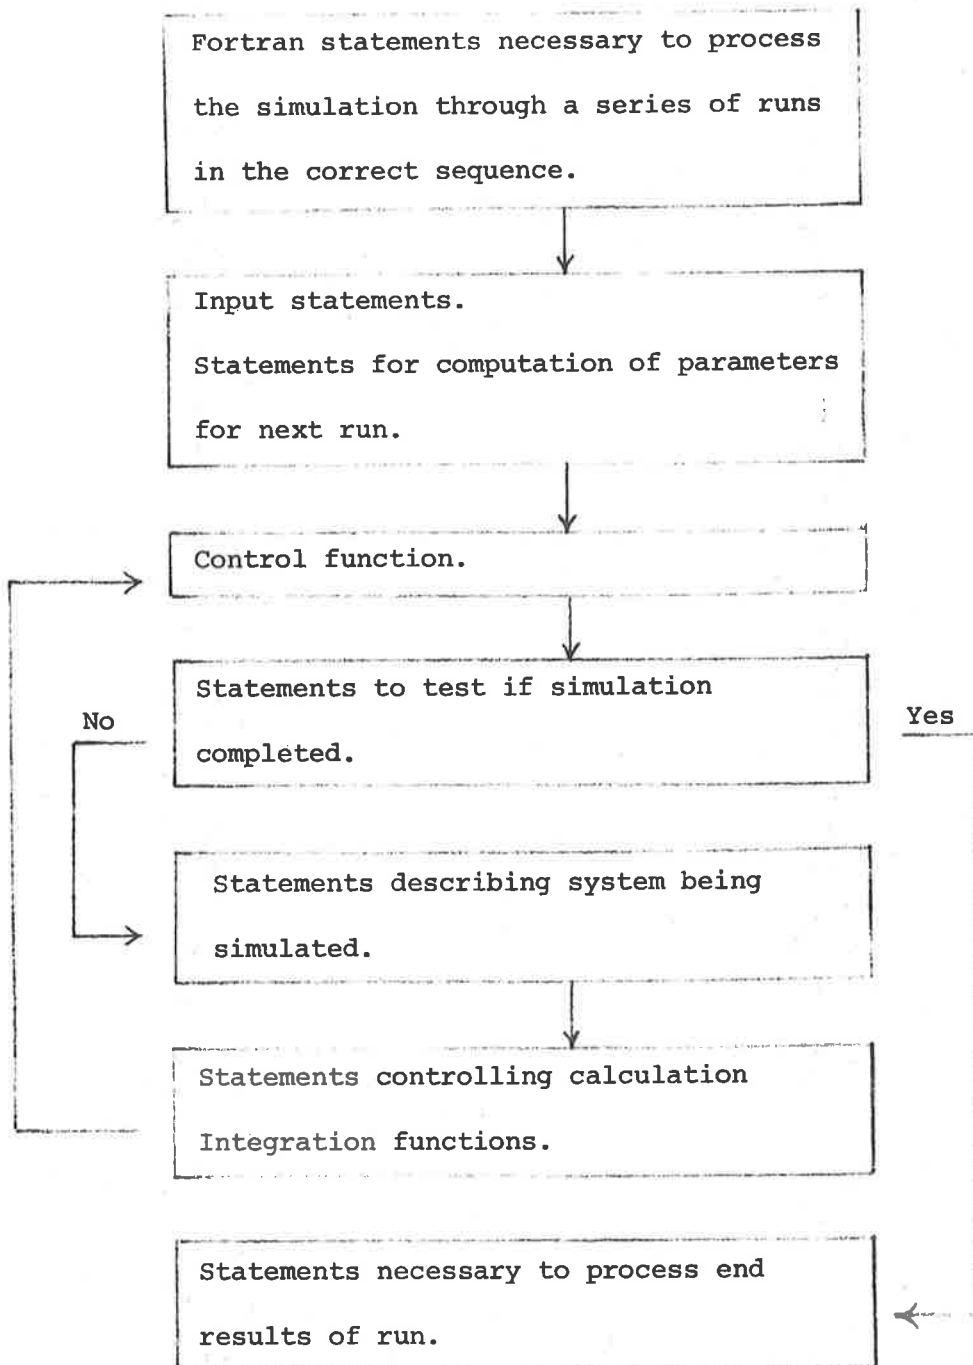 Fortran statements necessary to process
the simulation through a series of runs
in the correct sequence.
Input statements.
Statements for computation of parameters
for next run.
Control function.
Statements to test if simulation
completed.
No
Yes
Statements describing system being
simulated.
Statements controlling calculation
Integration functions.
Statements necessary to process end
results of run.